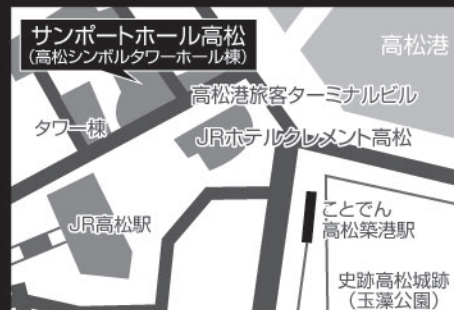 サンポートホール高松
（高松シンボルタワーホール棟）
高松港
高松港旅客ターミナルビル
タワー棟
JRホテルクレメント高松
JR高松駅
ことでん
高松築港駅
史跡高松城跡
（玉藻公園）